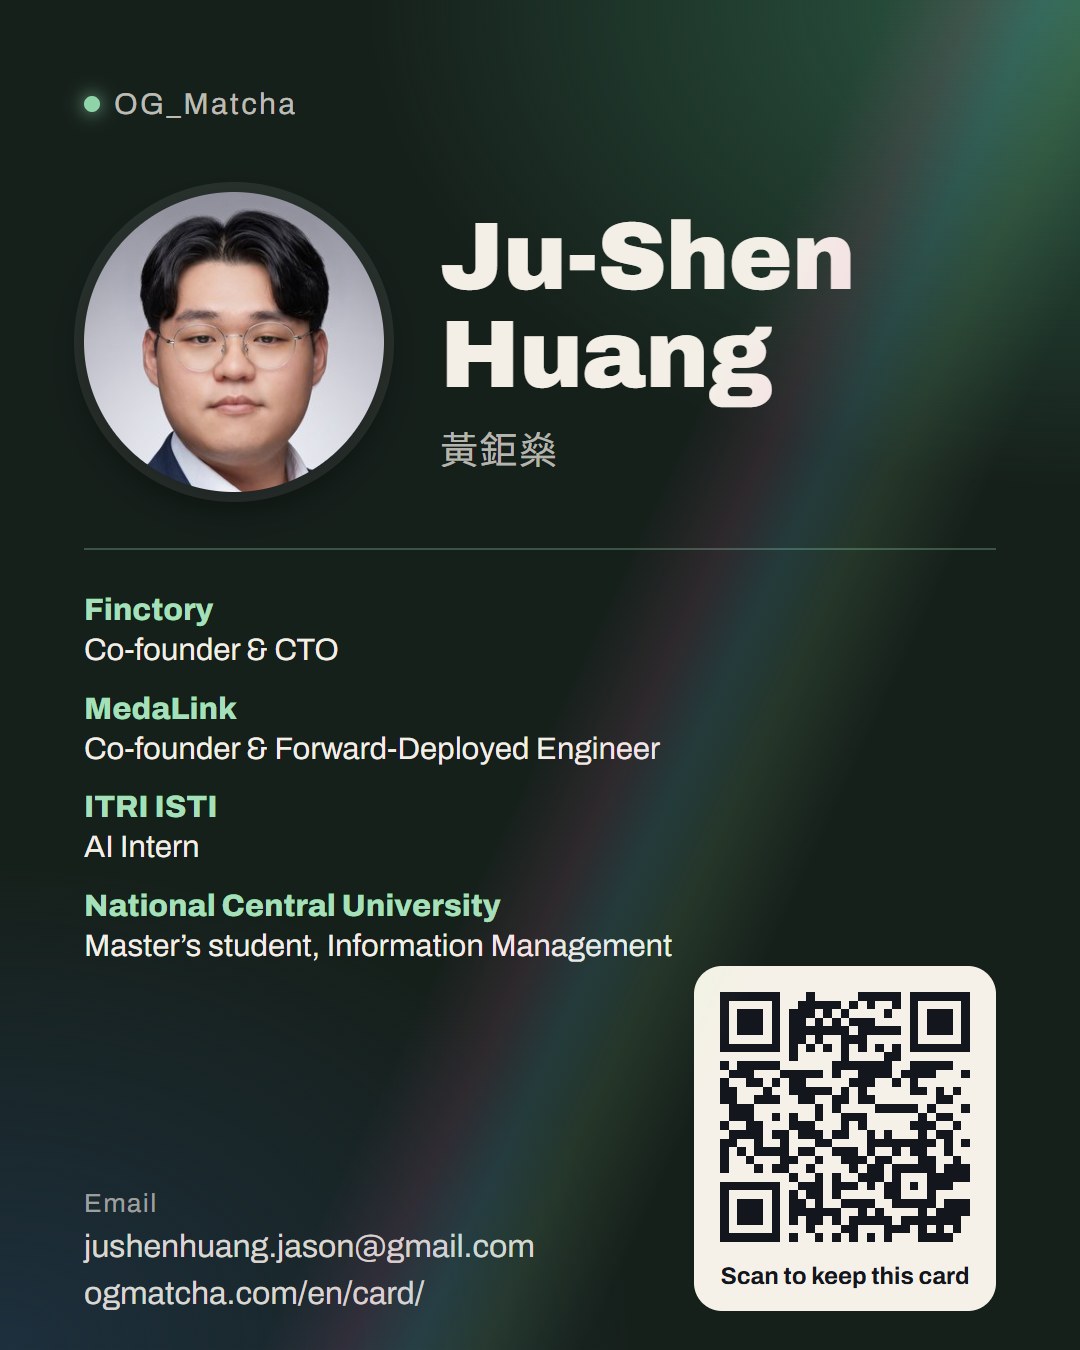 OG_Matcha
Ju-Shen
Huang
黃鉅燊
Finctory
Co-founder & CTO
MedaLink
Co-founder & Forward-Deployed Engineer
ITRI ISTI
AI Intern
National Central University
Master’s student, Information Management
Email
jushenhuang.jason@gmail.com
ogmatcha.com/en/card/
Scan to keep this card